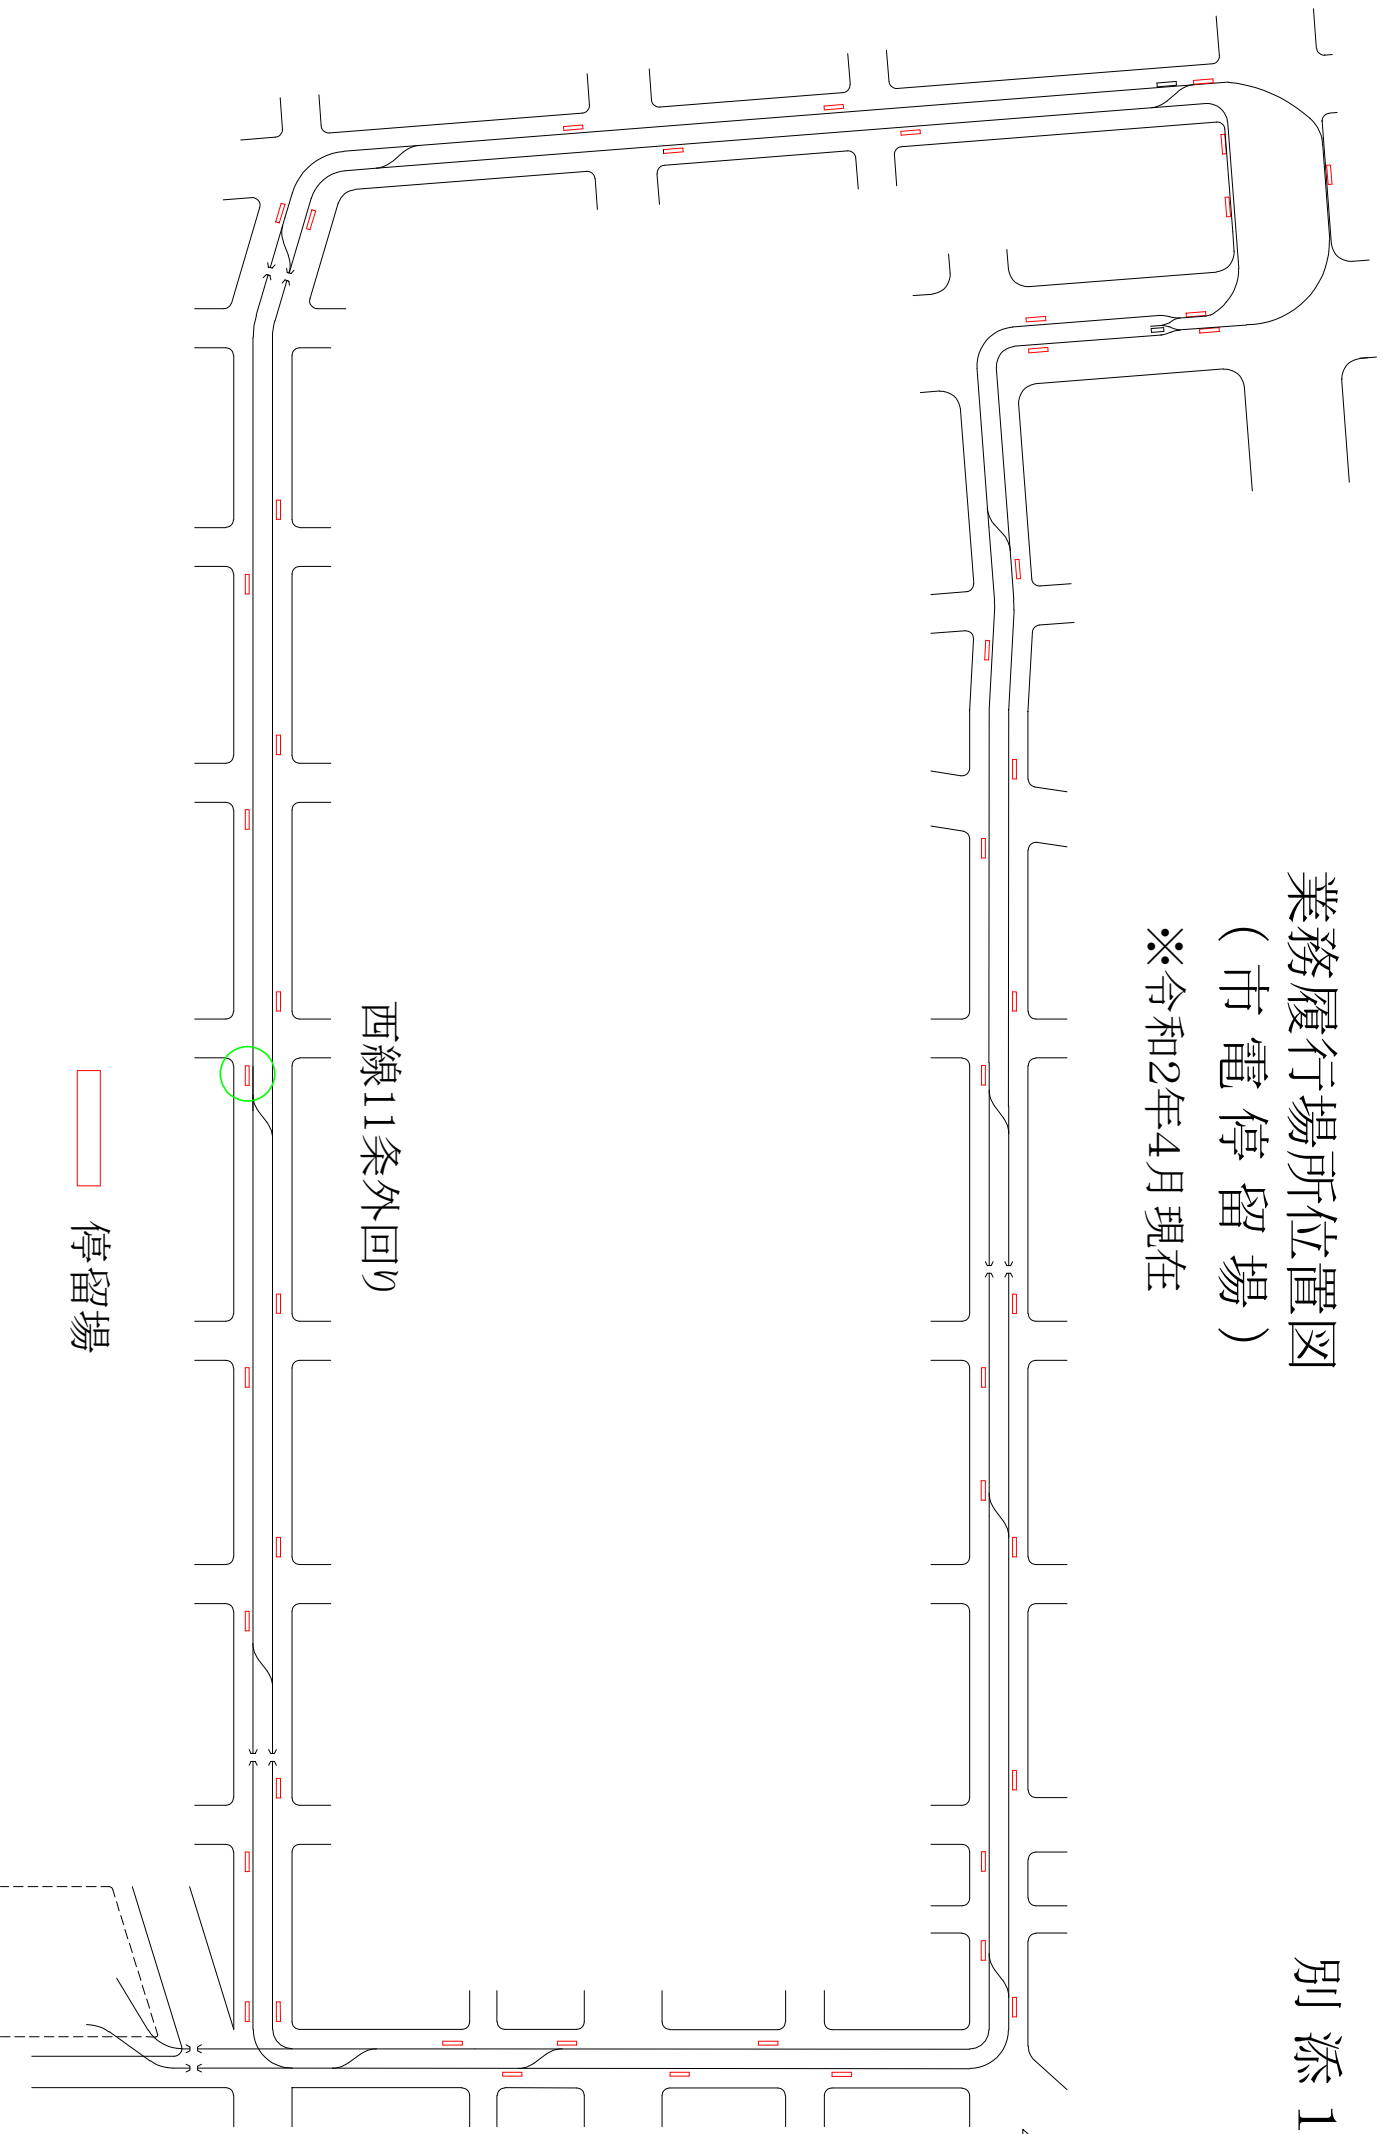 別添1
業務履行場所位置図
(市電停留場)
※令和2年4月現在
西線11条外回り
停留場